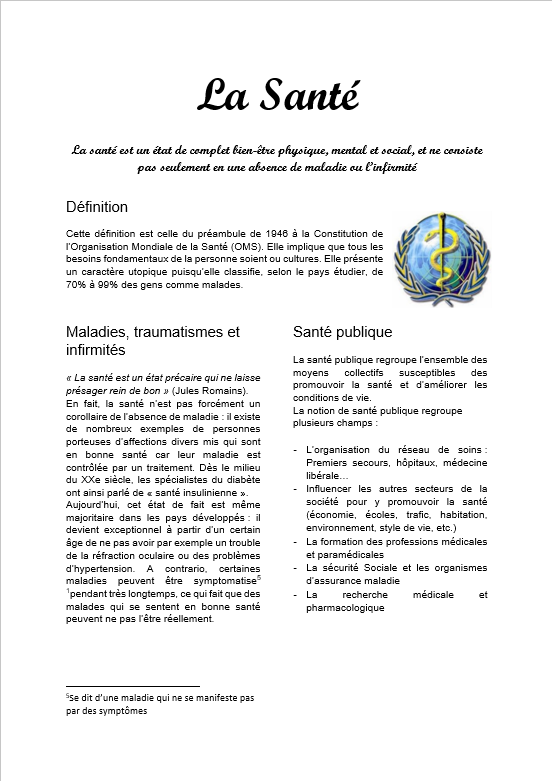 La Santé
La santé est un état de complet bien-être physique, mental et social, et ne consiste
pas seulement en une absence de maladie ou l'infirmité
Définition
Cette définition est celle du préambule de 1946 à la Constitution de
l'Organisation Mondiale de la Santé (OMS). Elle implique que tous les
besoins fondamentaux de la personne soient ou cultures. Elle présente
un caractère utopique puisqu'elle classifie, selon le pays étudier, de
70% à 99% des gens comme malades.
Maladies, traumatismes et
infirmités
« La santé est un état précaire qui ne laisse
présager rein de bon » (Jules Romains).
En fait, la santé n'est pas forcément un
corollaire de l'absence de maladie : il existe
de nombreux exemples de personnes
porteuses d'affections divers mis qui sont
en bonne santé car leur maladie est
contrôlée par un traitement. Dès le milieu
du XXe siècle, les spécialistes du diabète
ont ainsi parlé de « santé insulinienne ».
Aujourd'hui, cet état de fait est même
majoritaire dans les pays développés : il
devient exceptionnel à partir d'un certain
âge de ne pas avoir par exemple un trouble
de la réfraction oculaire ou des problèmes
d'hypertension. A contrario, certaines
maladies peuvent être symptomatise⁵
¹pendant très longtemps, ce qui fait que des
malades qui se sentent en bonne santé
peuvent ne pas l'être réellement.
⁵Se dit d'une maladie qui ne se manifeste pas
par des symptômes
Santé publique
La santé publique regroupe l'ensemble des
moyens collectifs susceptibles des
promouvoir la santé et d'améliorer les
conditions de vie.
La notion de santé publique regroupe
plusieurs champs :
- L'organisation du réseau de soins :
Premiers secours, hôpitaux, médecine
libérale…
- Influencer les autres secteurs de la
société pour y promouvoir la santé
(économie, écoles, trafic, habitation,
environnement, style de vie, etc.)
- La formation des professions médicales
et paramédicales
- La sécurité Sociale et les organismes
d'assurance maladie
- La recherche médicale et
pharmacologique